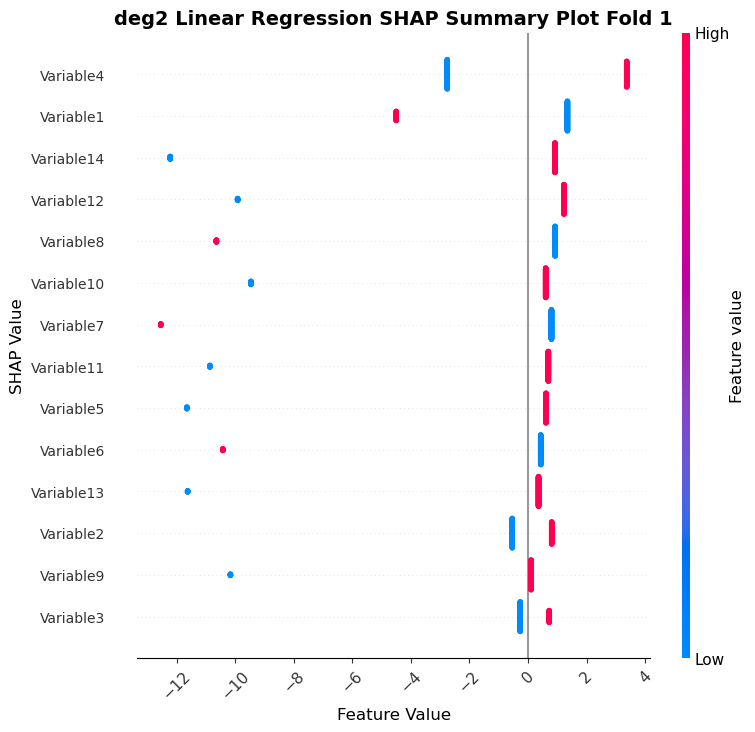 deg2 Linear Regression SHAP Summary Plot Fold 1
High
Variable4
Variable1
Variable14
Variable12
Variable8
Variable10
Variable7
Variable11
Variable5
Variable6
Variable13
Variable2
Variable9
Variable3
SHAP Value
Feature value
Low
−12 −10 −8 −6 −4 −2 0 2 4
Feature Value